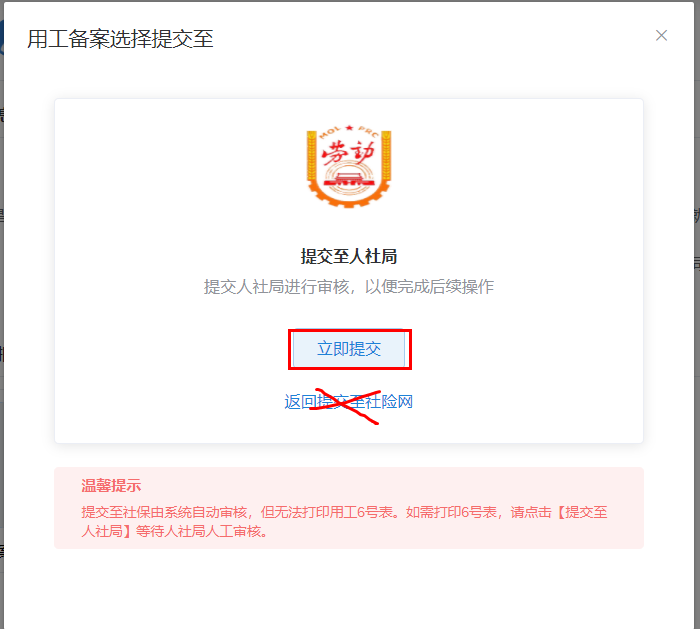 用工备案选择提交至
MOL PRC
劳动
提交至人社局
提交人社局进行审核，以便完成后续操作
立即提交
返回提交至社险网
温馨提示
提交至社保由系统自动审核，但无法打印用工6号表。如需打印6号表，请点击【提交至
人社局】等待人社局人工审核。